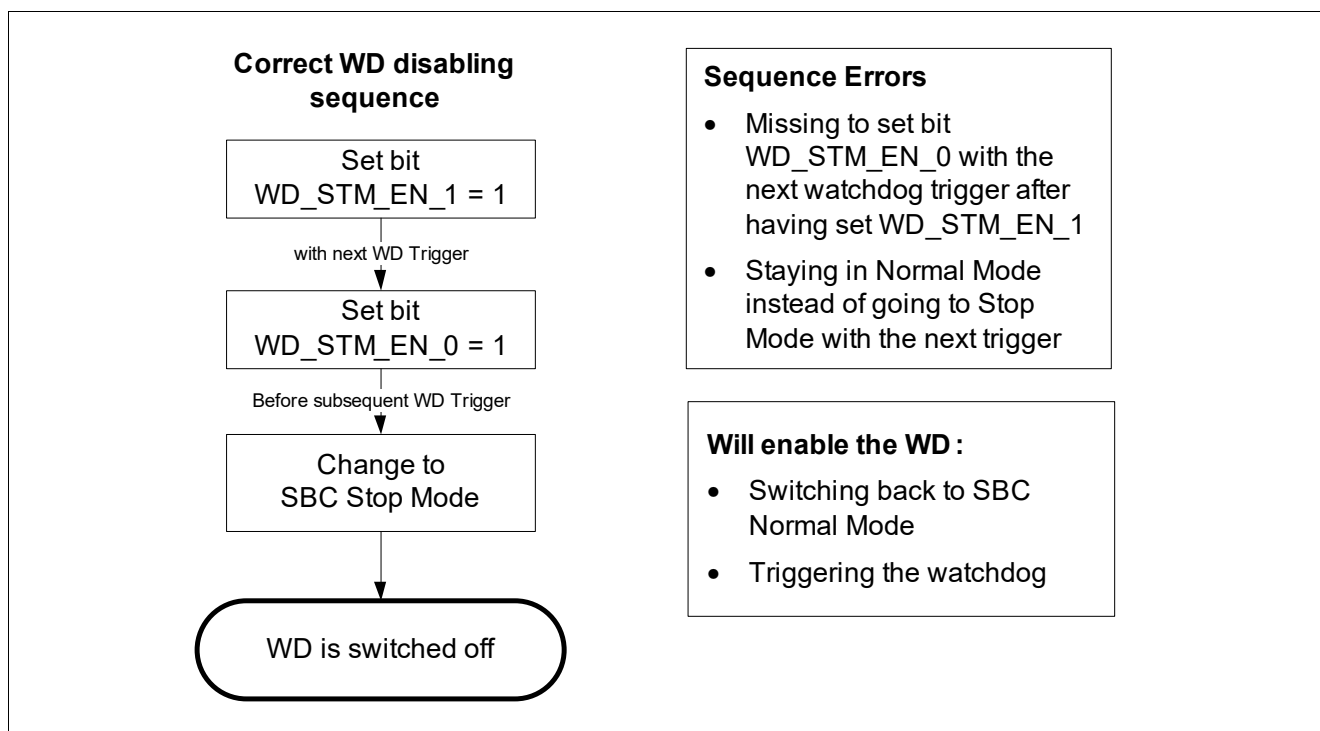 Correct WD disabling
sequence
Set bit
WD_STM_EN_1 = 1
with next WD Trigger
Set bit
WD_STM_EN_0 = 1
Before subsequent WD Trigger
Change to
SBC Stop Mode
WD is switched off
Sequence Errors
• Missing to set bit
WD_STM_EN_0 with the
next watchdog trigger after
having set WD_STM_EN_1
• Staying in Normal Mode
instead of going to Stop
Mode with the next trigger
Will enable the WD :
• Switching back to SBC
Normal Mode
• Triggering the watchdog